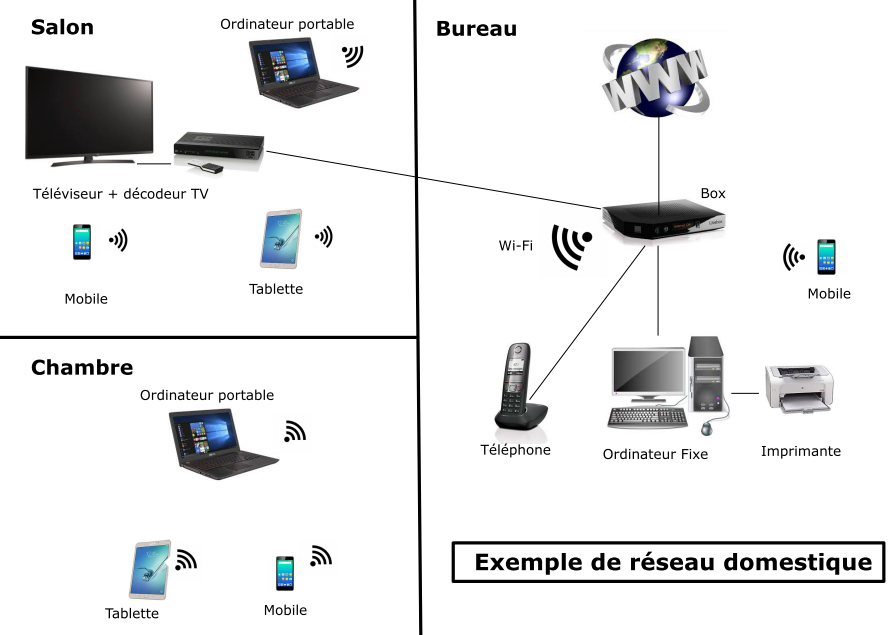 Salon
Ordinateur portable
Téléviseur + décodeur TV
Mobile
Tablette
Bureau
WWW
Box
Wi-Fi
Mobile
Téléphone
Ordinateur Fixe
Imprimante
Chambre
Ordinateur portable
Tablette
Mobile
Exemple de réseau domestique